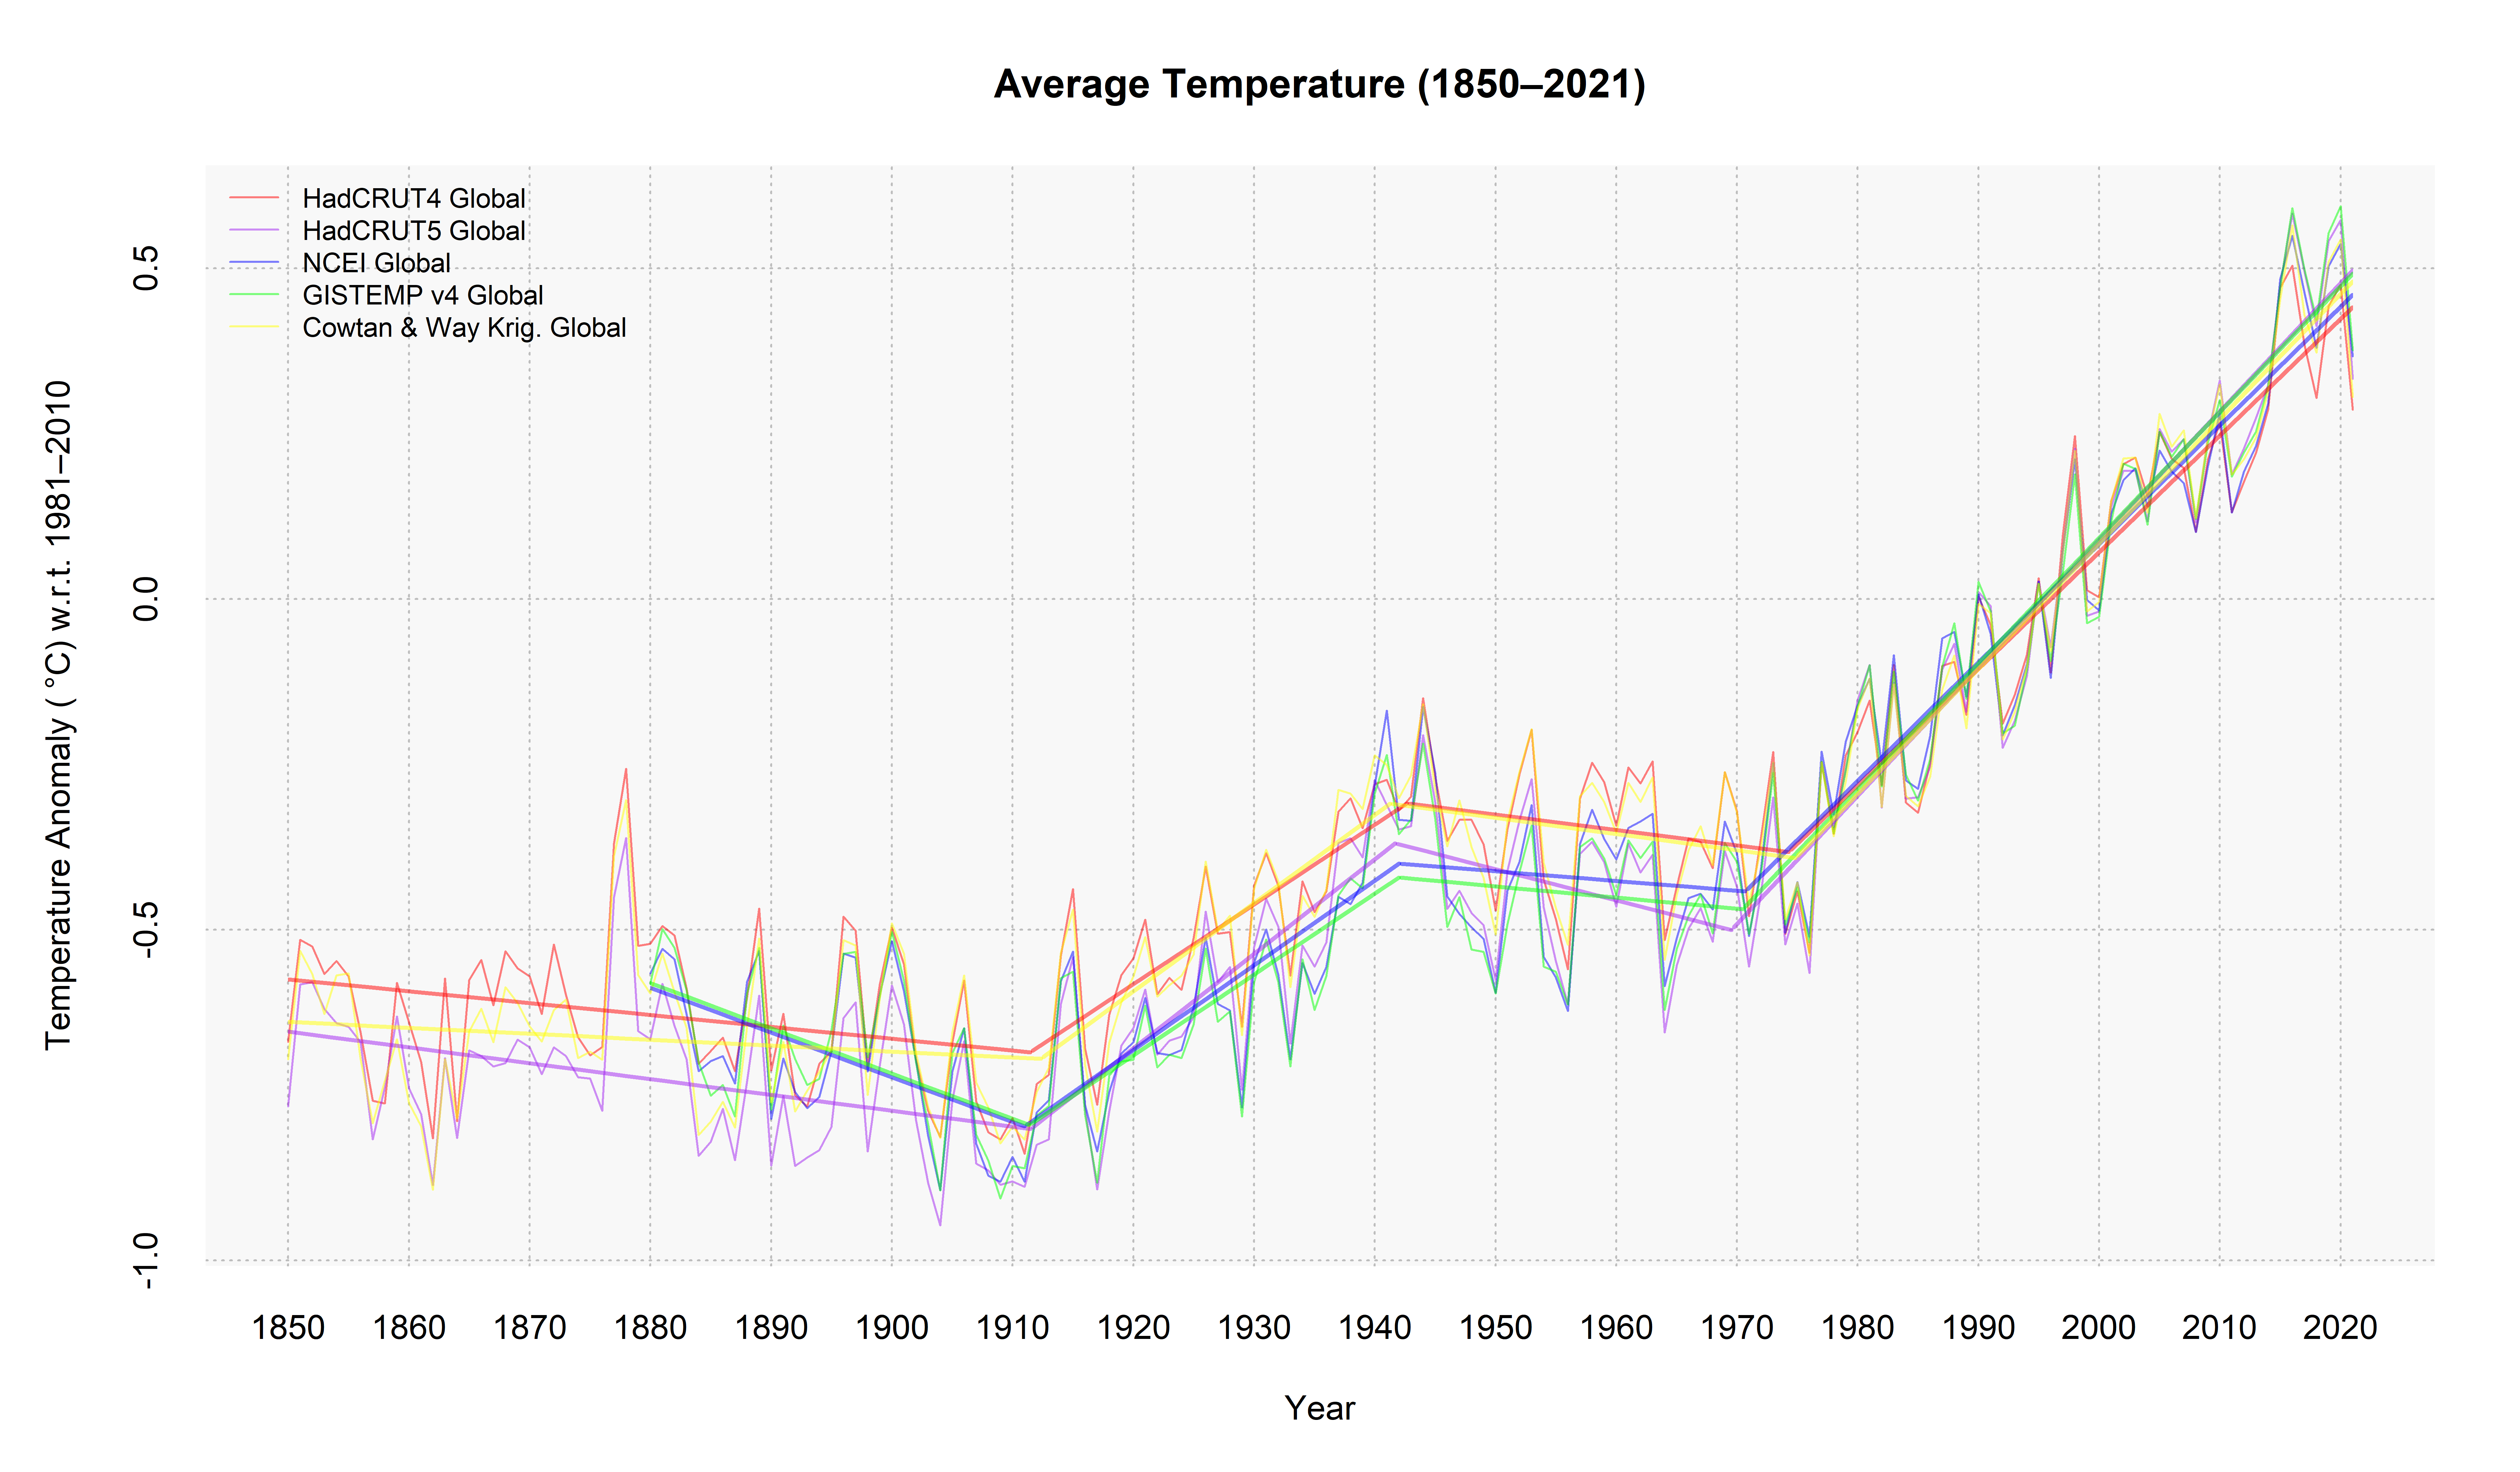 Average Temperature (1850–2021)
HadCRUT4 Global
HadCRUT5 Global
NCEI Global
GISTEMP v4 Global
Cowtan & Way Krig. Global
Temperature Anomaly ( °C) w.r.t. 1981–2010
0.5
0.0
-0.5
-1.0
1850 1860 1870 1880 1890 1900 1910 1920 1930 1940 1950 1960 1970 1980 1990 2000 2010 2020
Year